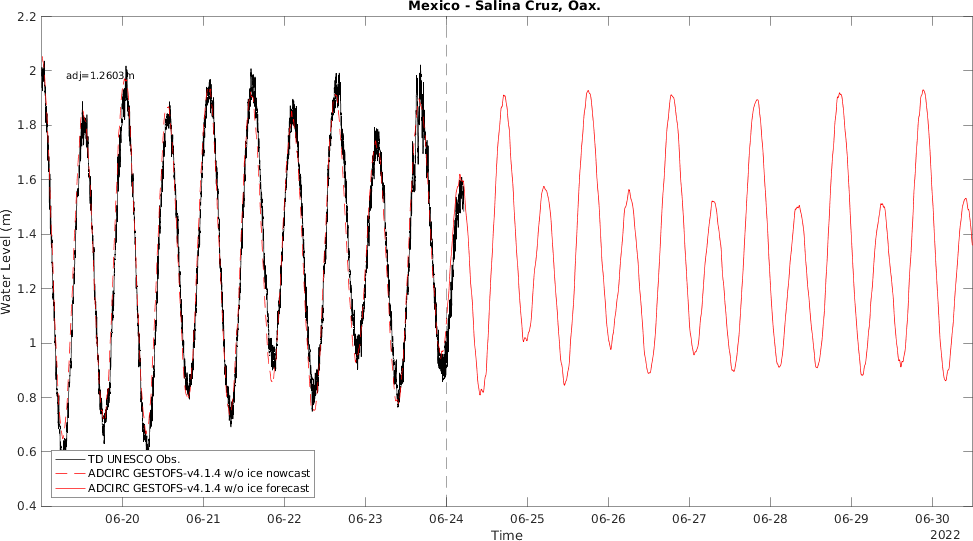 Mexico - Salina Cruz, Oax.
2.2
2
1.8
1.6
1.4
1.2
1
0.8
0.6
0.4
Water Level (m)
adj=1.2603m
TD UNESCO Obs.
ADCIRC GESTOFS-v4.1.4 w/o ice nowcast
ADCIRC GESTOFS-v4.1.4 w/o ice forecast
06-20 06-21 06-22 06-23 06-24 06-25 06-26 06-27 06-28 06-29 06-30
Time 2022